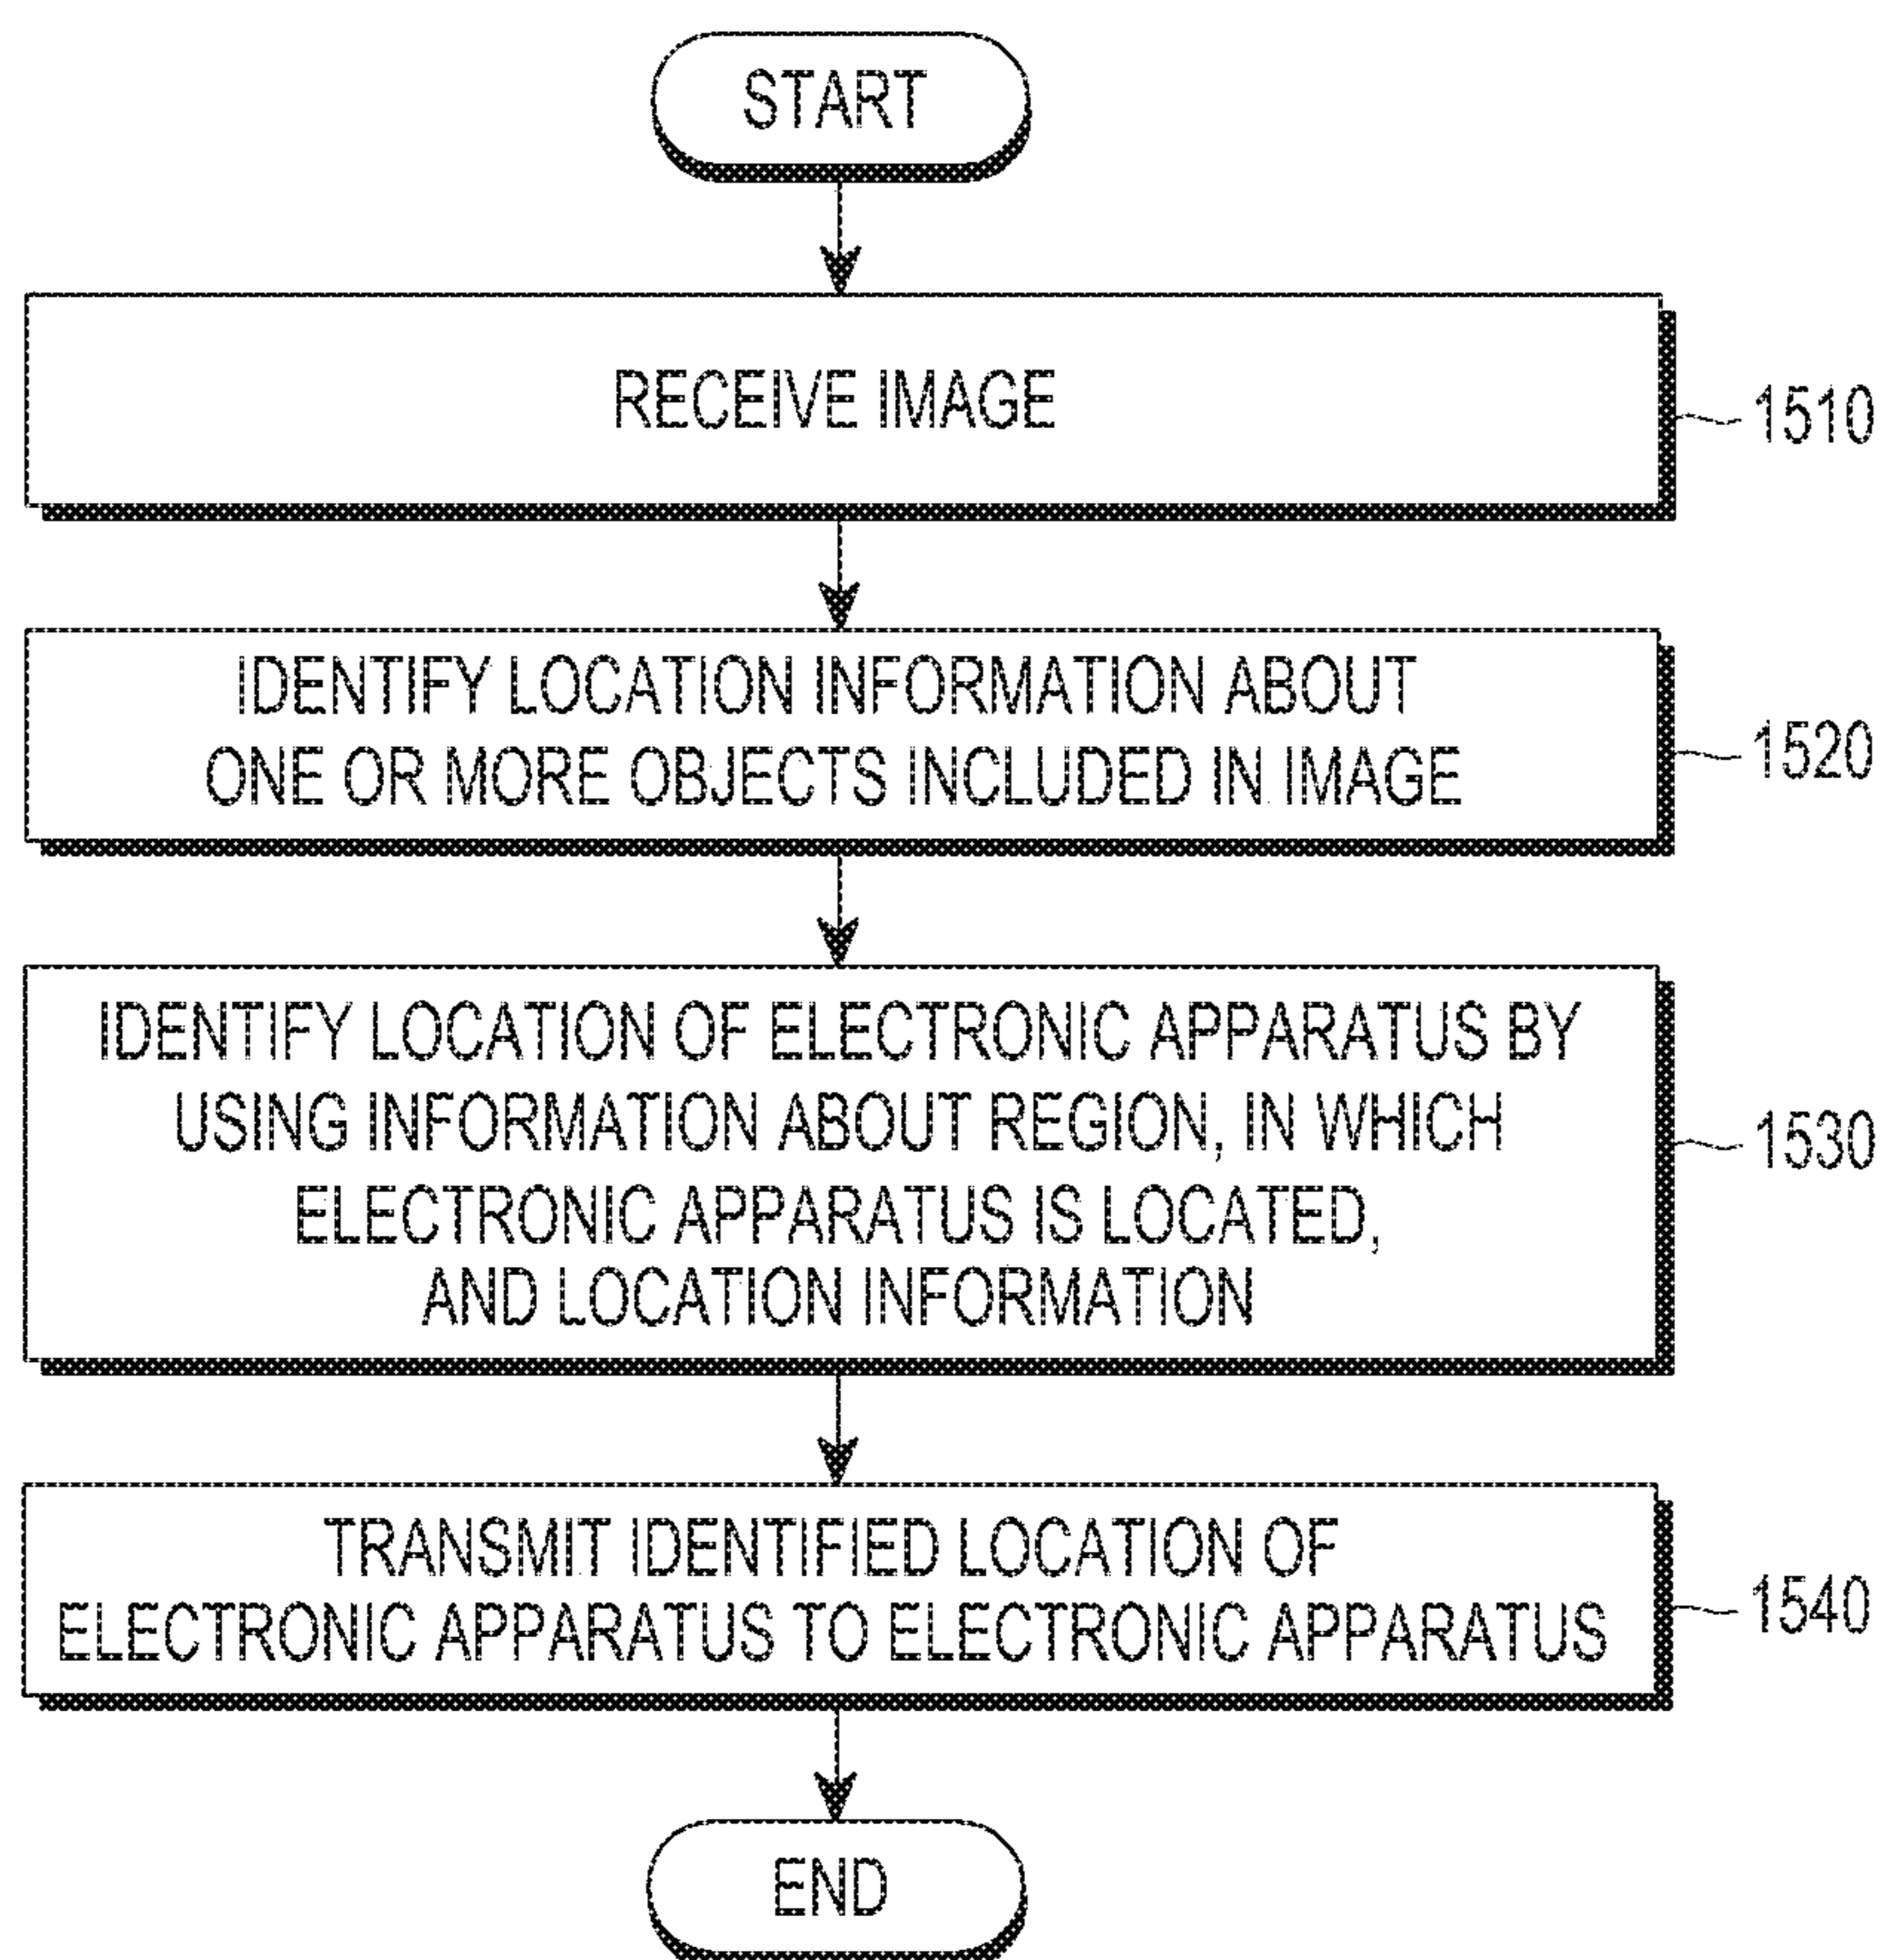 START
RECEIVE IMAGE
1510
IDENTIFY LOCATION INFORMATION ABOUT
ONE OR MORE OBJECTS INCLUDED IN IMAGE
1520
IDENTIFY LOCATION OF ELECTRONIC APPARATUS BY
USING INFORMATION ABOUT REGION, IN WHICH
ELECTRONIC APPARATUS IS LOCATED,
AND LOCATION INFORMATION
1530
TRANSMIT IDENTIFIED LOCATION OF
ELECTRONIC APPARATUS TO ELECTRONIC APPARATUS
1540
END